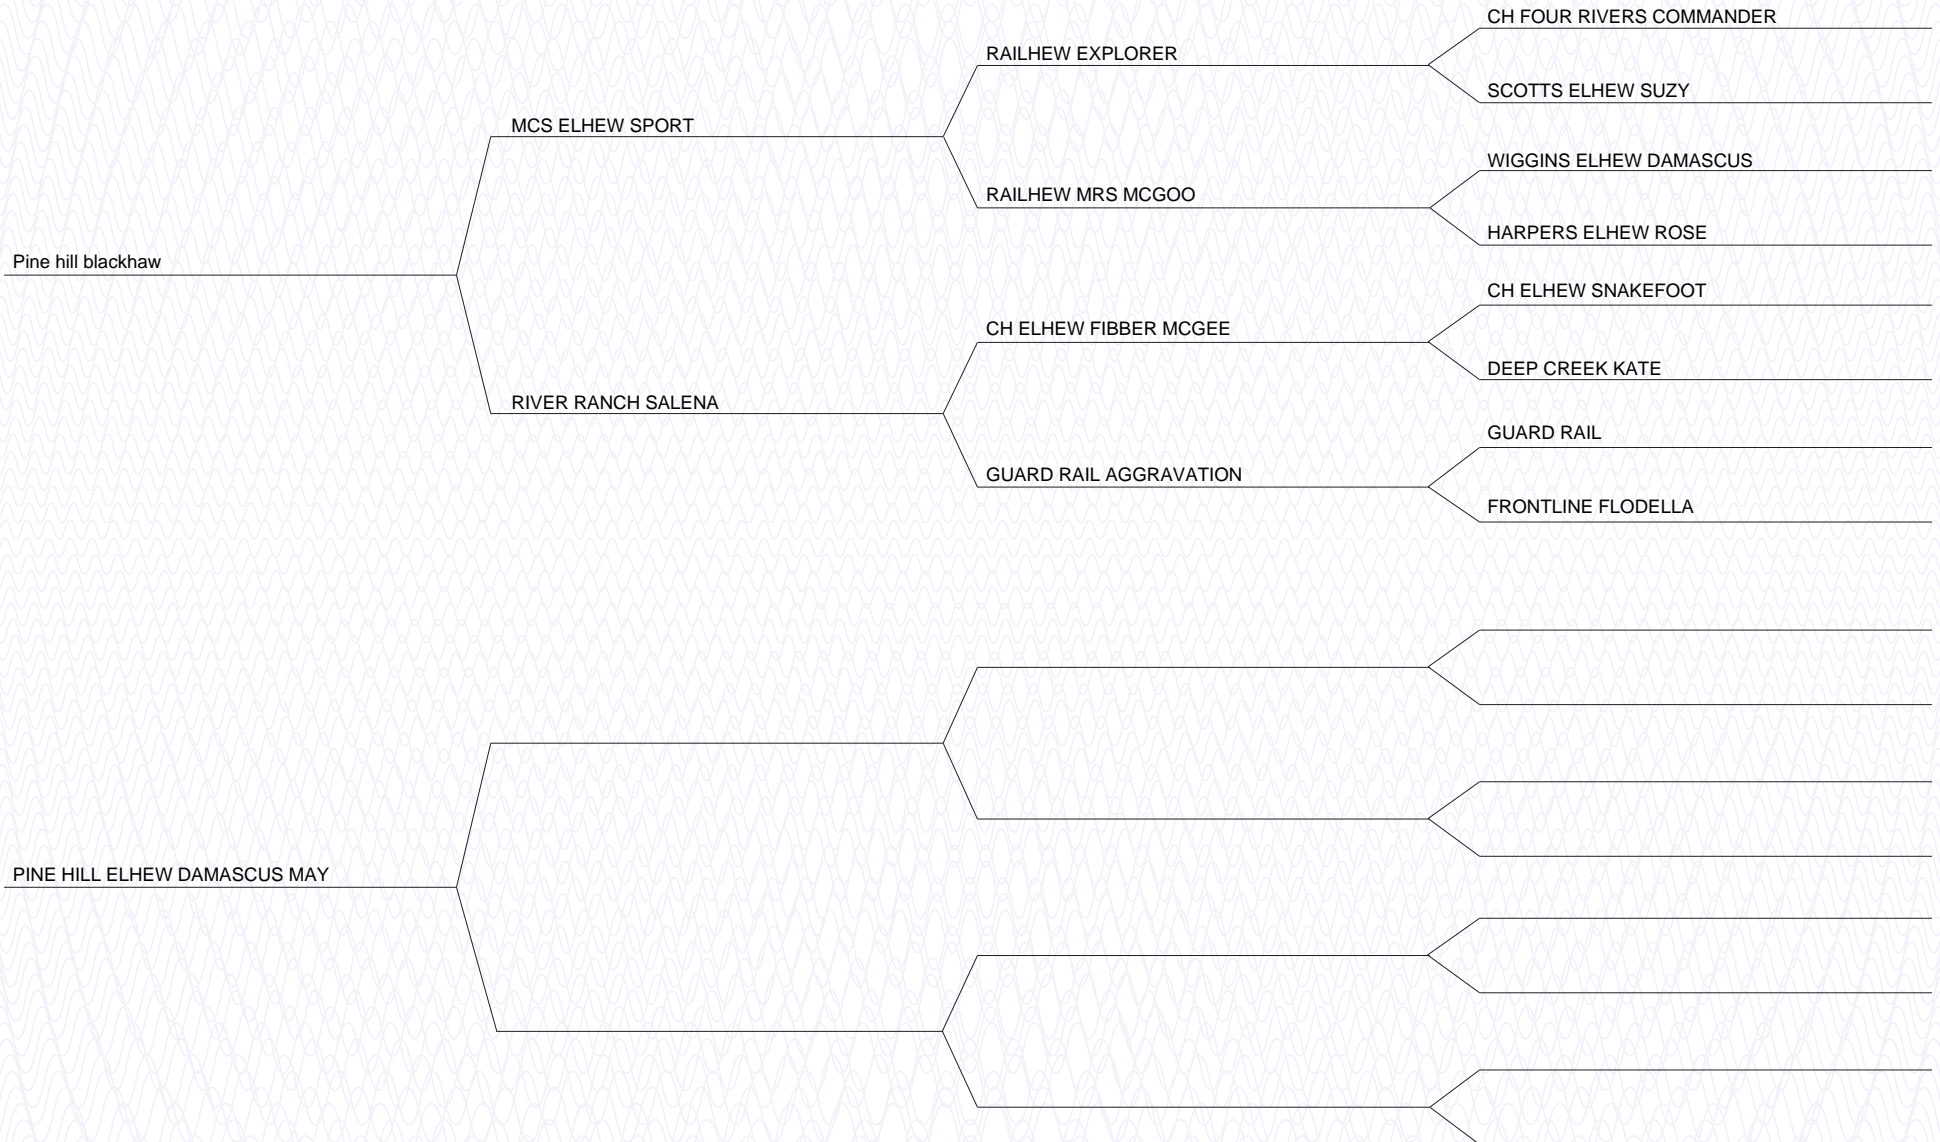 CH FOUR RIVERS COMMANDER
RAILHEW EXPLORER
SCOTTS ELHEW SUZY
MCS ELHEW SPORT
WIGGINS ELHEW DAMASCUS
RAILHEW MRS MCGOO
HARPERS ELHEW ROSE
Pine hill blackhaw
CH ELHEW SNAKEFOOT
CH ELHEW FIBBER MCGEE
DEEP CREEK KATE
RIVER RANCH SALENA
GUARD RAIL
GUARD RAIL AGGRAVATION
FRONTLINE FLODELLA
PINE HILL ELHEW DAMASCUS MAY